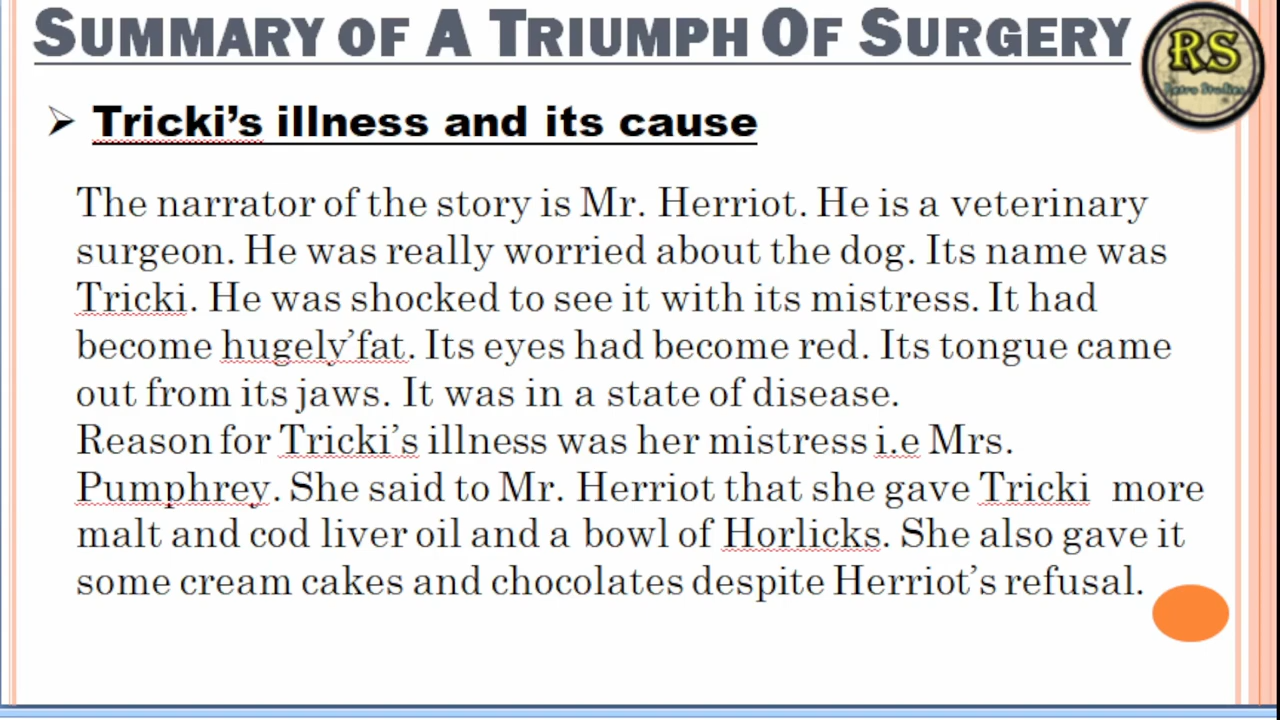 SUMMARY OF A TRIUMPH OF SURGERY
RS
Retro Studies
Tricki's illness and its cause
The narrator of the story is Mr. Herriot. He is a veterinary
surgeon. He was really worried about the dog. Its name was
Tricki. He was shocked to see it with its mistress. It had
become hugely'fat. Its eyes had become red. Its tongue came
out from its jaws. It was in a state of disease.
Reason for Tricki's illness was her mistress i.e Mrs.
Pumphrey. She said to Mr. Herriot that she gave Tricki more
malt and cod liver oil and a bowl of Horlicks. She also gave it
some cream cakes and chocolates despite Herriot's refusal.